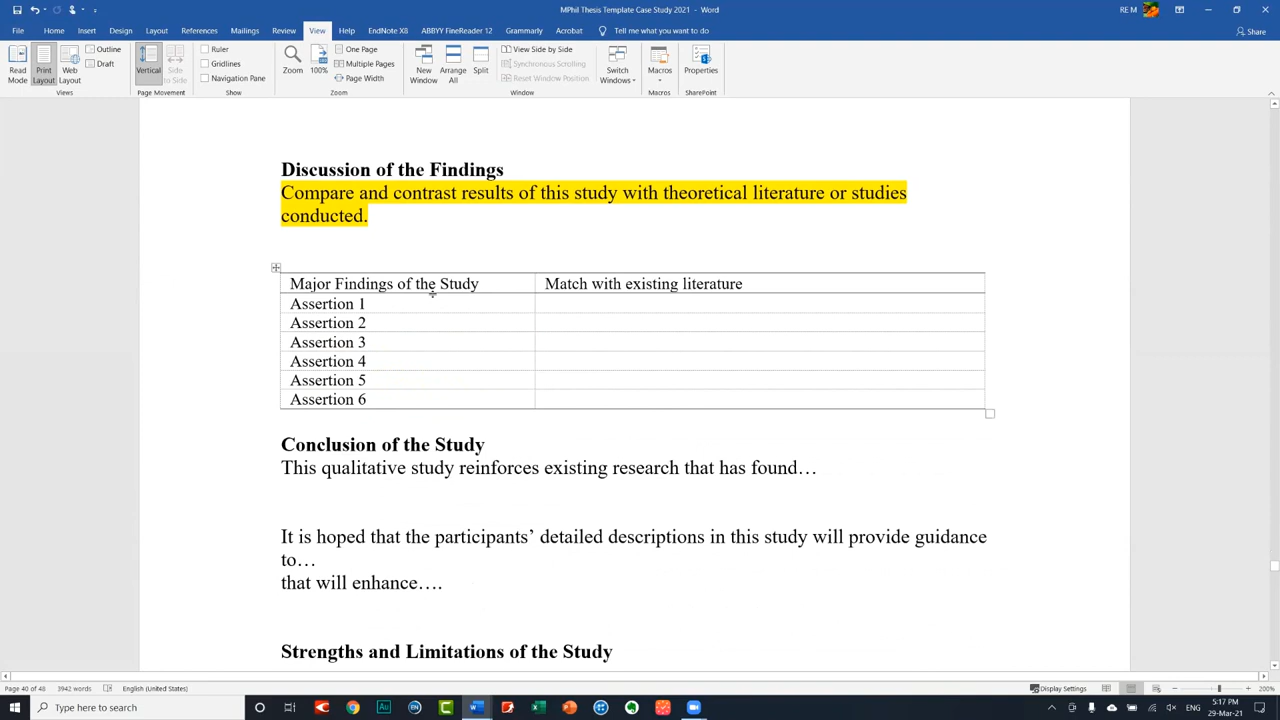 MPhil Thesis Template Case Study 2021 - Word
RE M
File Home Insert Design Layout References Mailings Review View Help EndNote X8 ABBYY FineReader 12 Grammarly Acrobat Tell me what you want to do
Share
Read Mode
Print Layout
Web Layout
Outline
Draft
Views
Vertical
Side to Side
Page Movement
Ruler
Gridlines
Navigation Pane
Show
Zoom
100%
One Page
Multiple Pages
Page Width
Zoom
New Window
Arrange All
Split
View Side by Side
Synchronous Scrolling
Reset Window Position
Window
Switch Windows
Macros
Macros
Properties
SharePoint
Discussion of the Findings
Compare and contrast results of this study with theoretical literature or studies
conducted.
Major Findings of the Study Match with existing literature
Assertion 1
Assertion 2
Assertion 3
Assertion 4
Assertion 5
Assertion 6
Conclusion of the Study
This qualitative study reinforces existing research that has found…
It is hoped that the participants’ detailed descriptions in this study will provide guidance
to…
that will enhance….
Strengths and Limitations of the Study
Page 40 of 48 3942 words English (United States) Display Settings 200%
Type here to search
5:17 PM
29-Mar-21